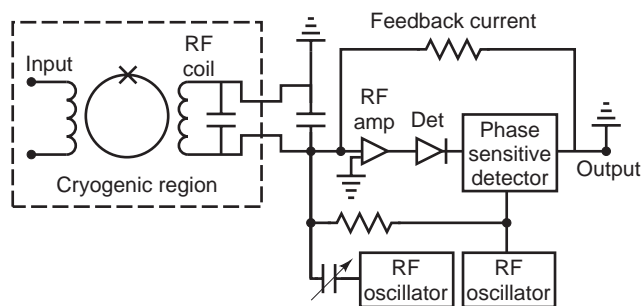 Feedback current
RF
coil
Input
RF
amp
Det
Phase
sensitive
detector
Output
Cryogenic region
RF
oscillator
RF
oscillator